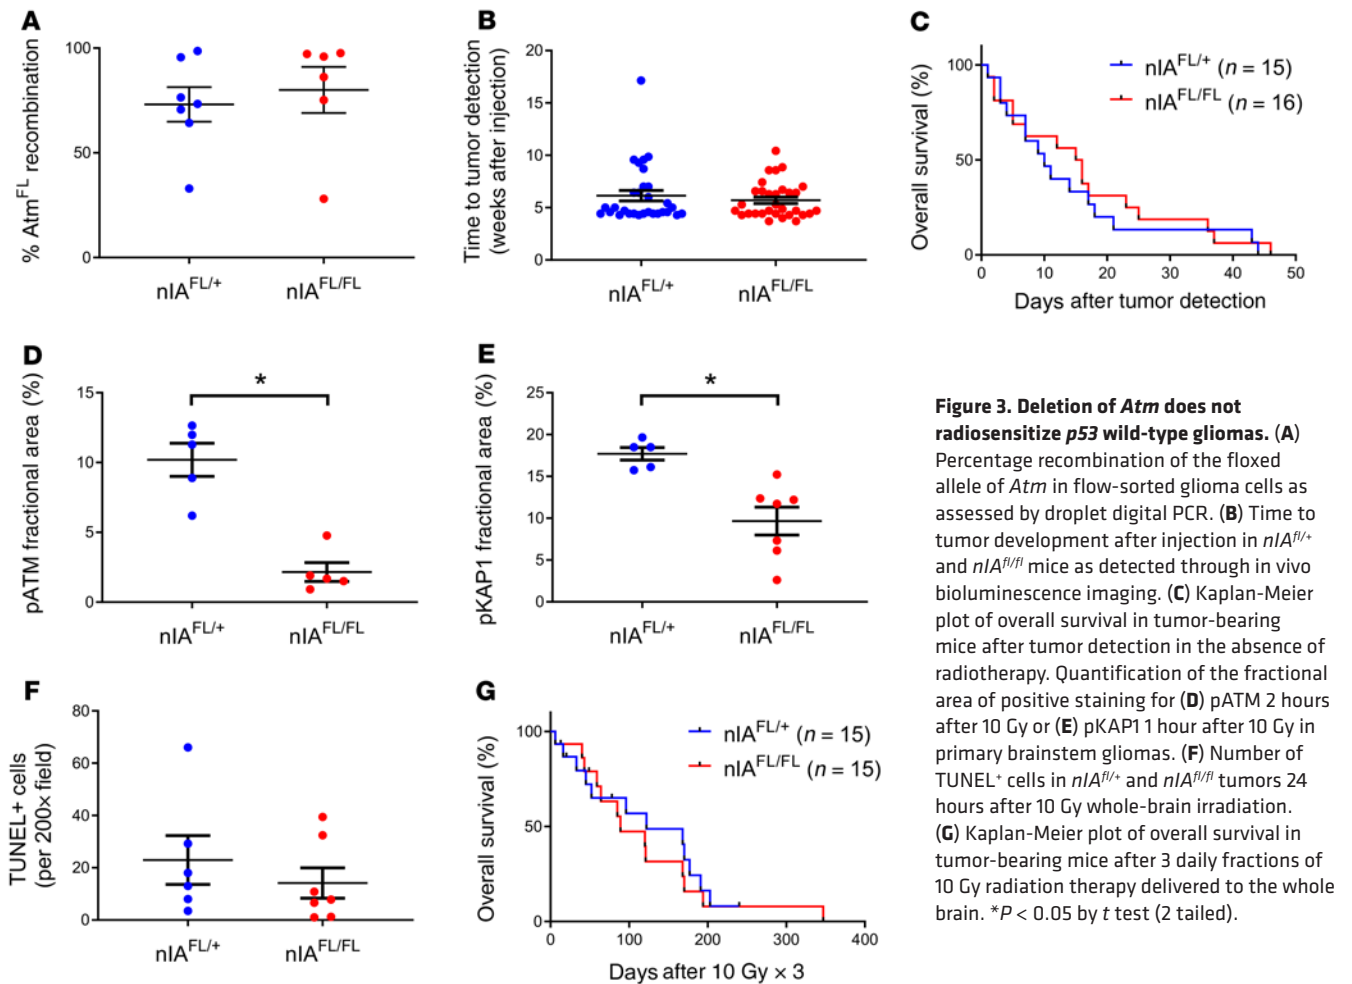 A
% Atm^FL recombination
100
50
0
nIA^FL/+
nIA^FL/FL
B
Time to tumor detection
(weeks after injection)
20
15
10
5
0
nIA^FL/+
nIA^FL/FL
C
Overall survival (%)
100
50
0
nIA^FL/+ (n = 15)
nIA^FL/FL (n = 16)
0 10 20 30 40 50
Days after tumor detection
D
pATM fractional area (%)
15
10
5
0
*
nIA^FL/+
nIA^FL/FL
E
pKAP1 fractional area (%)
25
20
15
10
5
0
*
nIA^FL/+
nIA^FL/FL
F
TUNEL+ cells
(per 200× field)
80
60
40
20
0
nIA^FL/+
nIA^FL/FL
G
Overall survival (%)
100
50
0
nIA^FL/+ (n = 15)
nIA^FL/FL (n = 15)
0 100 200 300 400
Days after 10 Gy × 3
Figure 3. Deletion of Atm does not
radiosensitize p53 wild-type gliomas. (A)
Percentage recombination of the floxed
allele of Atm in flow-sorted glioma cells as
assessed by droplet digital PCR. (B) Time to
tumor development after injection in nIA^fl/+
and nIA^fl/fl mice as detected through in vivo
bioluminescence imaging. (C) Kaplan-Meier
plot of overall survival in tumor-bearing
mice after tumor detection in the absence of
radiotherapy. Quantification of the fractional
area of positive staining for (D) pATM 2 hours
after 10 Gy or (E) pKAP1 1 hour after 10 Gy in
primary brainstem gliomas. (F) Number of
TUNEL⁺ cells in nIA^fl/+ and nIA^fl/fl tumors 24
hours after 10 Gy whole-brain irradiation.
(G) Kaplan-Meier plot of overall survival in
tumor-bearing mice after 3 daily fractions of
10 Gy radiation therapy delivered to the whole
brain. *P < 0.05 by t test (2 tailed).